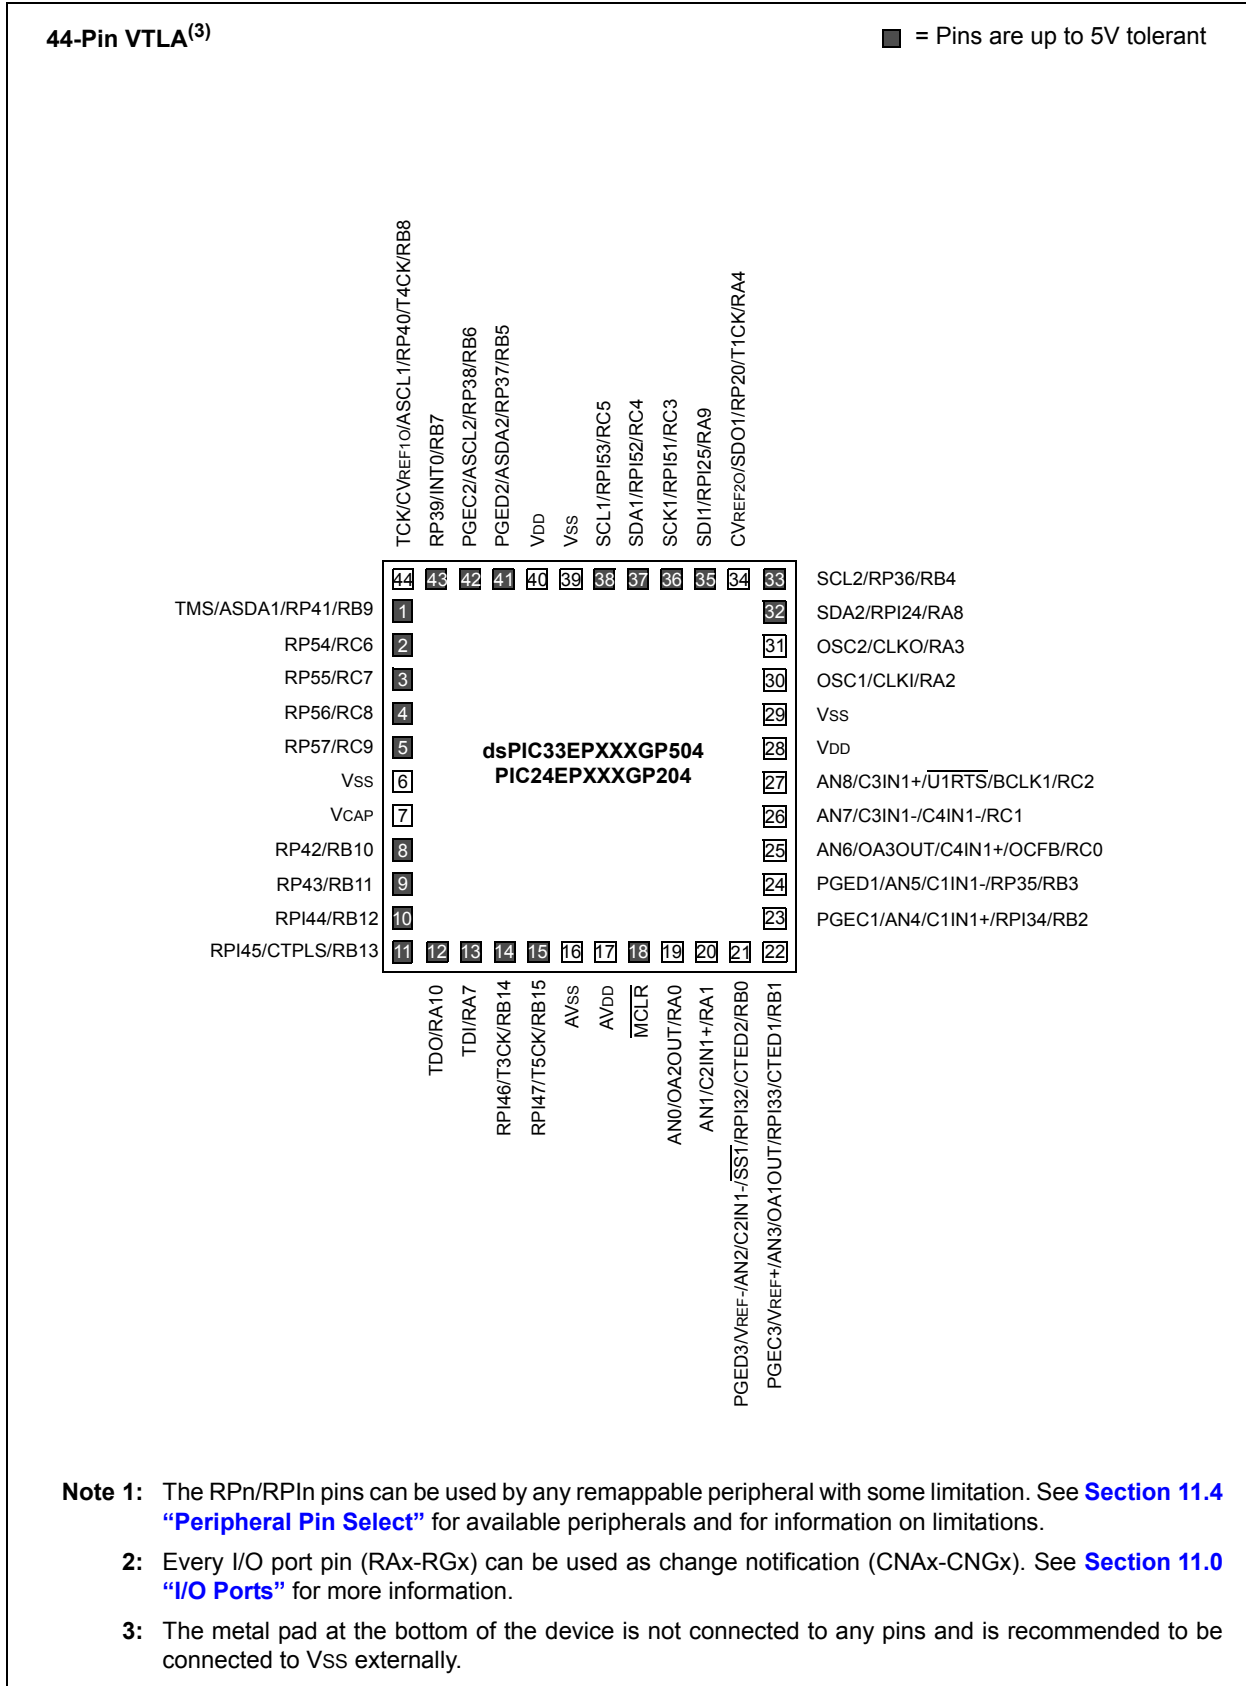 44-Pin VTLA(3)
= Pins are up to 5V tolerant
TCK/CVREF1O/ASCL1/RP40/T4CK/RB8
RP39/INT0/RB7
PGEC2/ASCL2/RP38/RB6
PGED2/ASDA2/RP37/RB5
VDD
VSS
SCL1/RPI53/RC5
SDA1/RPI52/RC4
SCK1/RPI51/RC3
SDI1/RPI25/RA9
CVREF2O/SDO1/RP20/T1CK/RA4
44 43 42 41 40 39 38 37 36 35 34 33 SCL2/RP36/RB4
TMS/ASDA1/RP41/RB9 1 32 SDA2/RPI24/RA8
RP54/RC6 2 31 OSC2/CLKO/RA3
RP55/RC7 3 30 OSC1/CLKI/RA2
RP56/RC8 4 29 VSS
RP57/RC9 5 dsPIC33EPXXXGP504 28 VDD
VSS 6 PIC24EPXXXGP204 27 AN8/C3IN1+/U1RTS/BCLK1/RC2
VCAP 7 26 AN7/C3IN1-/C4IN1-/RC1
RP42/RB10 8 25 AN6/OA3OUT/C4IN1+/OCFB/RC0
RP43/RB11 9 24 PGED1/AN5/C1IN1-/RP35/RB3
RPI44/RB12 10 23 PGEC1/AN4/C1IN1+/RPI34/RB2
RPI45/CTPLS/RB13 11 12 13 14 15 16 17 18 19 20 21 22
TDO/RA10
TDI/RA7
RPI46/T3CK/RB14
RPI47/T5CK/RB15
AVSS
AVDD
MCLR
AN0/OA2OUT/RA0
AN1/C2IN1+/RA1
PGED3/VREF-/AN2/C2IN1-/SS1/RPI32/CTED2/RB0
PGEC3/VREF+/AN3/OA1OUT/RPI33/CTED1/RB1
Note 1: The RPn/RPIn pins can be used by any remappable peripheral with some limitation. See Section 11.4
“Peripheral Pin Select” for available peripherals and for information on limitations.
2: Every I/O port pin (RAx-RGx) can be used as change notification (CNAx-CNGx). See Section 11.0
“I/O Ports” for more information.
3: The metal pad at the bottom of the device is not connected to any pins and is recommended to be
connected to VSS externally.